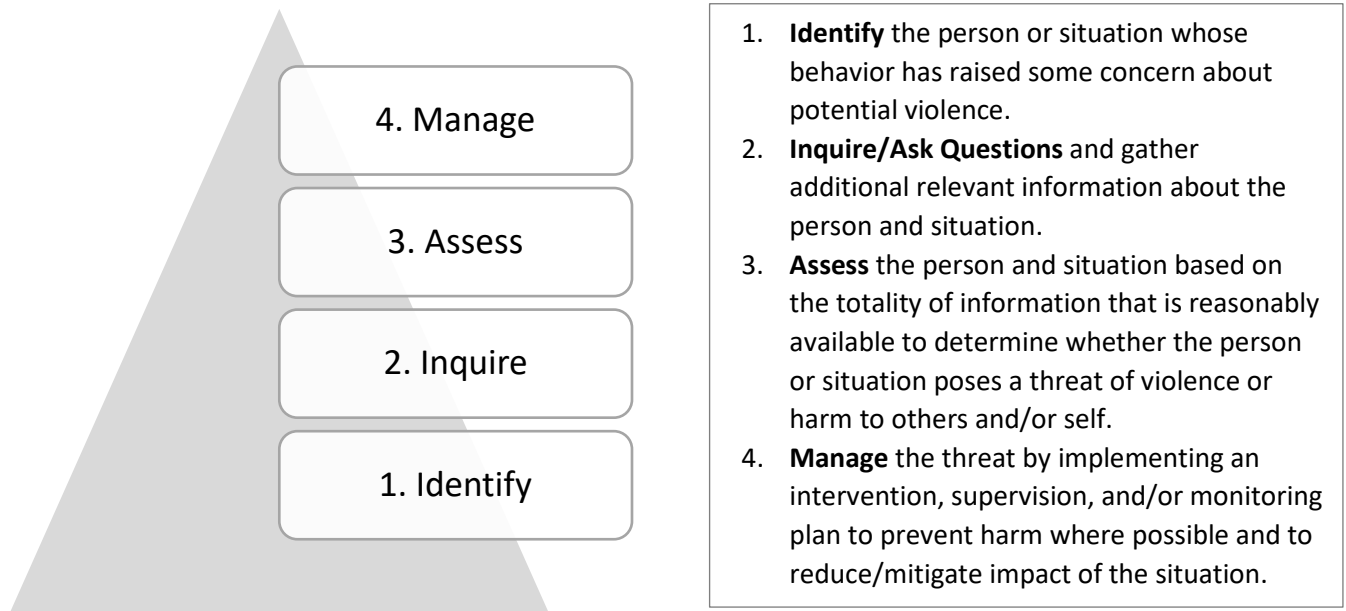 4. Manage
3. Assess
2. Inquire
1. Identify
1. Identify the person or situation whose
behavior has raised some concern about
potential violence.
2. Inquire/Ask Questions and gather
additional relevant information about the
person and situation.
3. Assess the person and situation based on
the totality of information that is reasonably
available to determine whether the person
or situation poses a threat of violence or
harm to others and/or self.
4. Manage the threat by implementing an
intervention, supervision, and/or monitoring
plan to prevent harm where possible and to
reduce/mitigate impact of the situation.